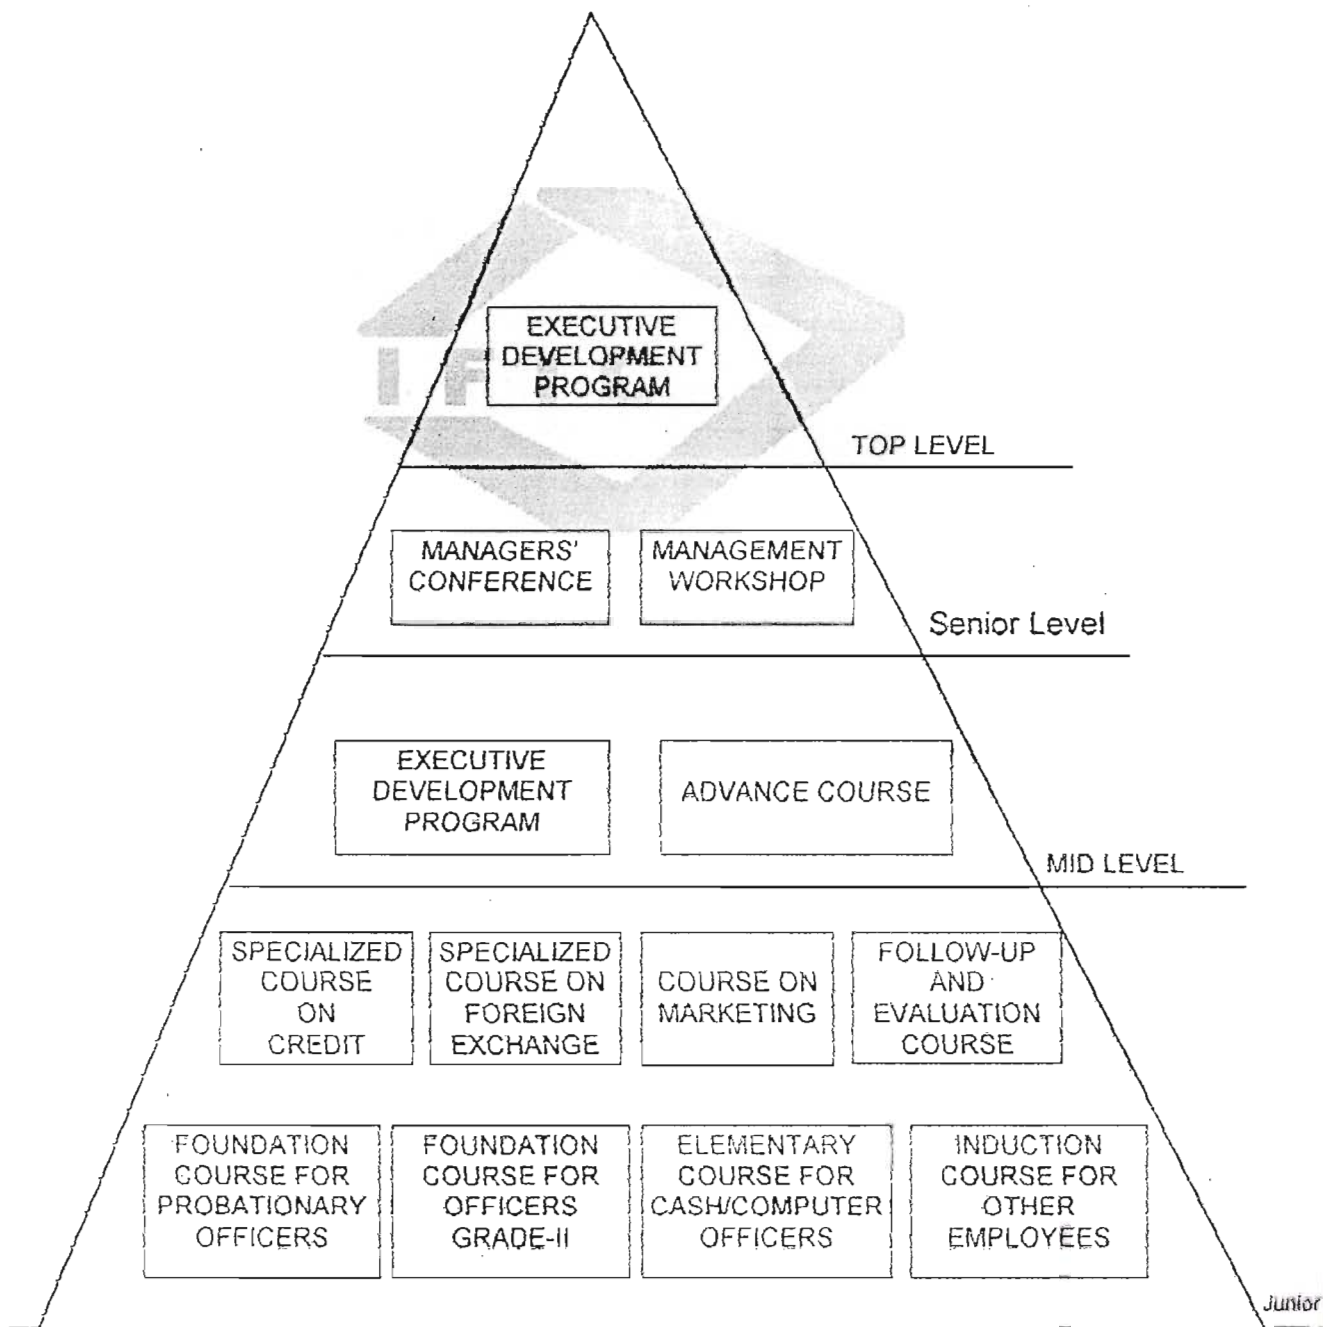 EXECUTIVE
DEVELOPMENT
PROGRAM
TOP LEVEL
MANAGERS'
CONFERENCE
MANAGEMENT
WORKSHOP
Senior Level
EXECUTIVE
DEVELOPMENT
PROGRAM
ADVANCE COURSE
MID LEVEL
SPECIALIZED
COURSE
ON
CREDIT
SPECIALIZED
COURSE ON
FOREIGN
EXCHANGE
COURSE ON
MARKETING
FOLLOW-UP
AND
EVALUATION
COURSE
FOUNDATION
COURSE FOR
PROBATIONARY
OFFICERS
FOUNDATION
COURSE FOR
OFFICERS
GRADE-II
ELEMENTARY
COURSE FOR
CASH/COMPUTER
OFFICERS
INDUCTION
COURSE FOR
OTHER
EMPLOYEES
Junior